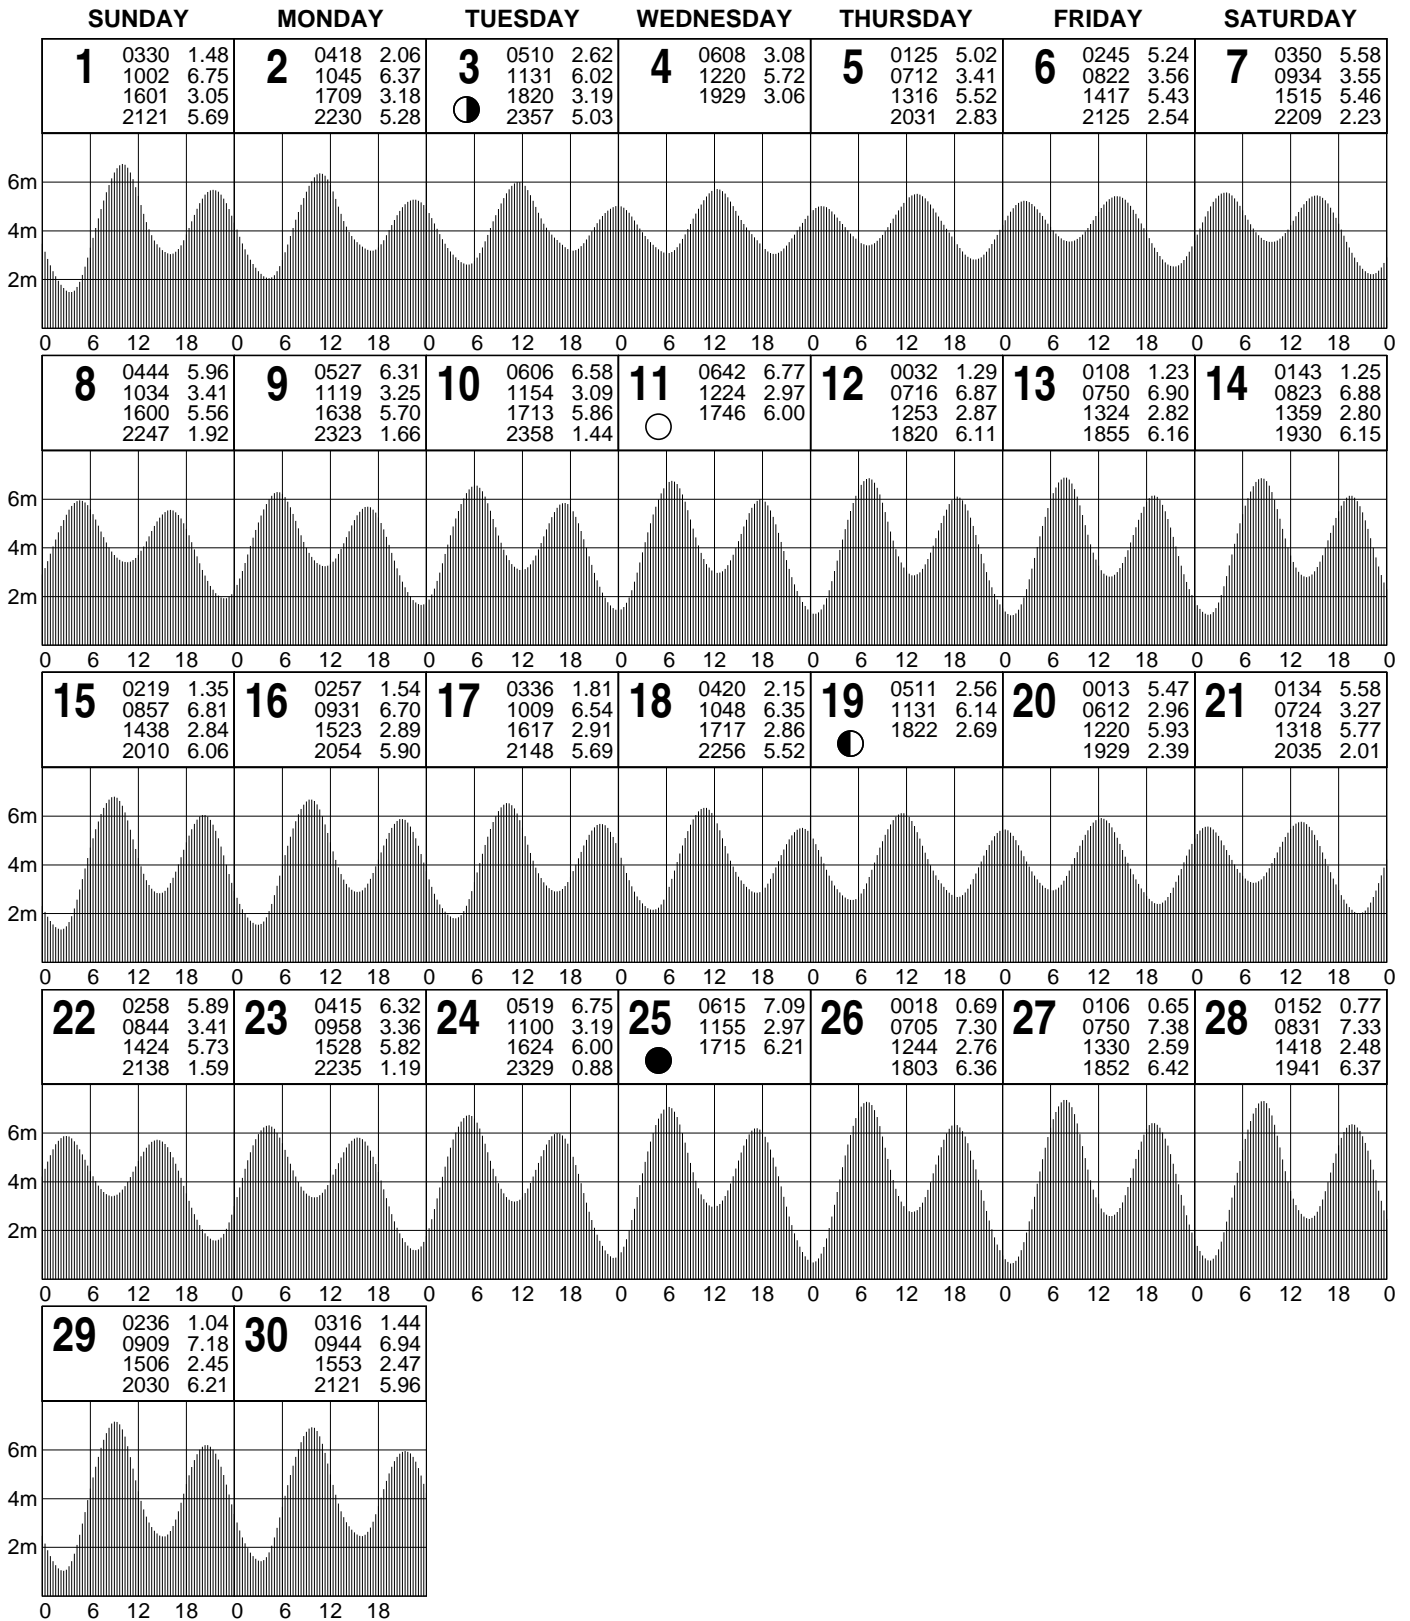 SUNDAY MONDAY TUESDAY WEDNESDAY THURSDAY FRIDAY SATURDAY
1 0330 1.48 2 0418 2.06 3 0510 2.62 4 0608 3.08 5 0125 5.02 6 0245 5.24 7 0350 5.58
1002 6.75 1045 6.37 1131 6.02 1220 5.72 0712 3.41 0822 3.56 0934 3.55
1601 3.05 1709 3.18 1820 3.19 1929 3.06 1316 5.52 1417 5.43 1515 5.46
2121 5.69 2230 5.28 2357 5.03 2031 2.83 2125 2.54 2209 2.23
6m
4m
2m
0 6 12 18 0 6 12 18 0 6 12 18 0 6 12 18 0 6 12 18 0 6 12 18 0 6 12 18 0
8 0444 5.96 9 0527 6.31 10 0606 6.58 11 0642 6.77 12 0032 1.29 13 0108 1.23 14 0143 1.25
1034 3.41 1119 3.25 1154 3.09 1224 2.97 0716 6.87 0750 6.90 0823 6.88
1600 5.56 1638 5.70 1713 5.86 1746 6.00 1253 2.87 1324 2.82 1359 2.80
2247 1.92 2323 1.66 2358 1.44 1820 6.11 1855 6.16 1930 6.15
6m
4m
2m
0 6 12 18 0 6 12 18 0 6 12 18 0 6 12 18 0 6 12 18 0 6 12 18 0 6 12 18 0
15 0219 1.35 16 0257 1.54 17 0336 1.81 18 0420 2.15 19 0511 2.56 20 0013 5.47 21 0134 5.58
0857 6.81 0931 6.70 1009 6.54 1048 6.35 1131 6.14 0612 2.96 0724 3.27
1438 2.84 1523 2.89 1617 2.91 1717 2.86 1822 2.69 1220 5.93 1318 5.77
2010 6.06 2054 5.90 2148 5.69 2256 5.52 1929 2.39 2035 2.01
6m
4m
2m
0 6 12 18 0 6 12 18 0 6 12 18 0 6 12 18 0 6 12 18 0 6 12 18 0 6 12 18 0
22 0258 5.89 23 0415 6.32 24 0519 6.75 25 0615 7.09 26 0018 0.69 27 0106 0.65 28 0152 0.77
0844 3.41 0958 3.36 1100 3.19 1155 2.97 0705 7.30 0750 7.38 0831 7.33
1424 5.73 1528 5.82 1624 6.00 1715 6.21 1244 2.76 1330 2.59 1418 2.48
2138 1.59 2235 1.19 2329 0.88 1803 6.36 1852 6.42 1941 6.37
6m
4m
2m
0 6 12 18 0 6 12 18 0 6 12 18 0 6 12 18 0 6 12 18 0 6 12 18 0 6 12 18 0
29 0236 1.04 30 0316 1.44
0909 7.18 0944 6.94
1506 2.45 1553 2.47
2030 6.21 2121 5.96
6m
4m
2m
0 6 12 18 0 6 12 18